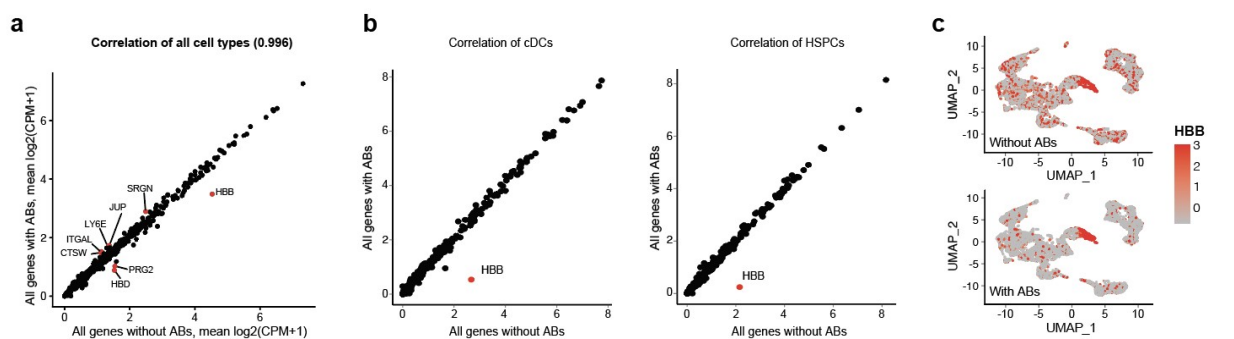 a
Correlation of all cell types (0.996)
All genes with ABs, mean log2(CPM+1)
6
4
2
0
SRGN
HBB
JUP
LY6E
ITGAL
CTSW
PRG2
HBD
0 2 4 6
All genes without ABs, mean log2(CPM+1)
b
Correlation of cDCs
All genes with ABs
8
6
4
2
0
HBB
0 2 4 6 8
All genes without ABs
Correlation of HSPCs
All genes with ABs
8
6
4
2
0
HBB
0 2 4 6 8
All genes without ABs
c
UMAP_2
10
5
0
-5
-10
Without ABs
-10 -5 0 5 10
UMAP_1
UMAP_2
10
5
0
-5
-10
With ABs
-10 -5 0 5 10
UMAP_1
HBB
3
2
1
0